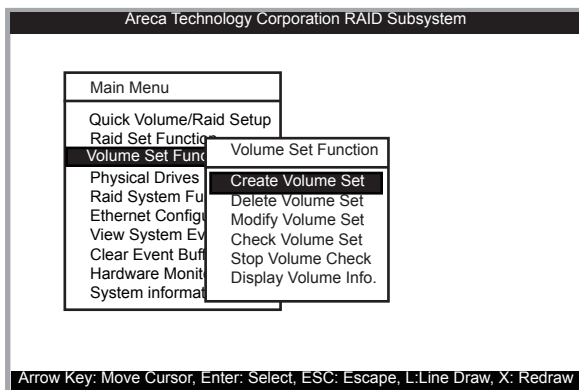 Areca Technology Corporation RAID Subsystem
Main Menu
Quick Volume/Raid Setup
Raid Set Function
Volume Set Func
Physical Drives
Raid System Fu
Ethernet Configu
View System Ev
Clear Event Buff
Hardware Monit
System informat
Volume Set Function
Create Volume Set
Delete Volume Set
Modify Volume Set
Check Volume Set
Stop Volume Check
Display Volume Info.
Arrow Key: Move Cursor, Enter: Select, ESC: Escape, L:Line Draw, X: Redraw